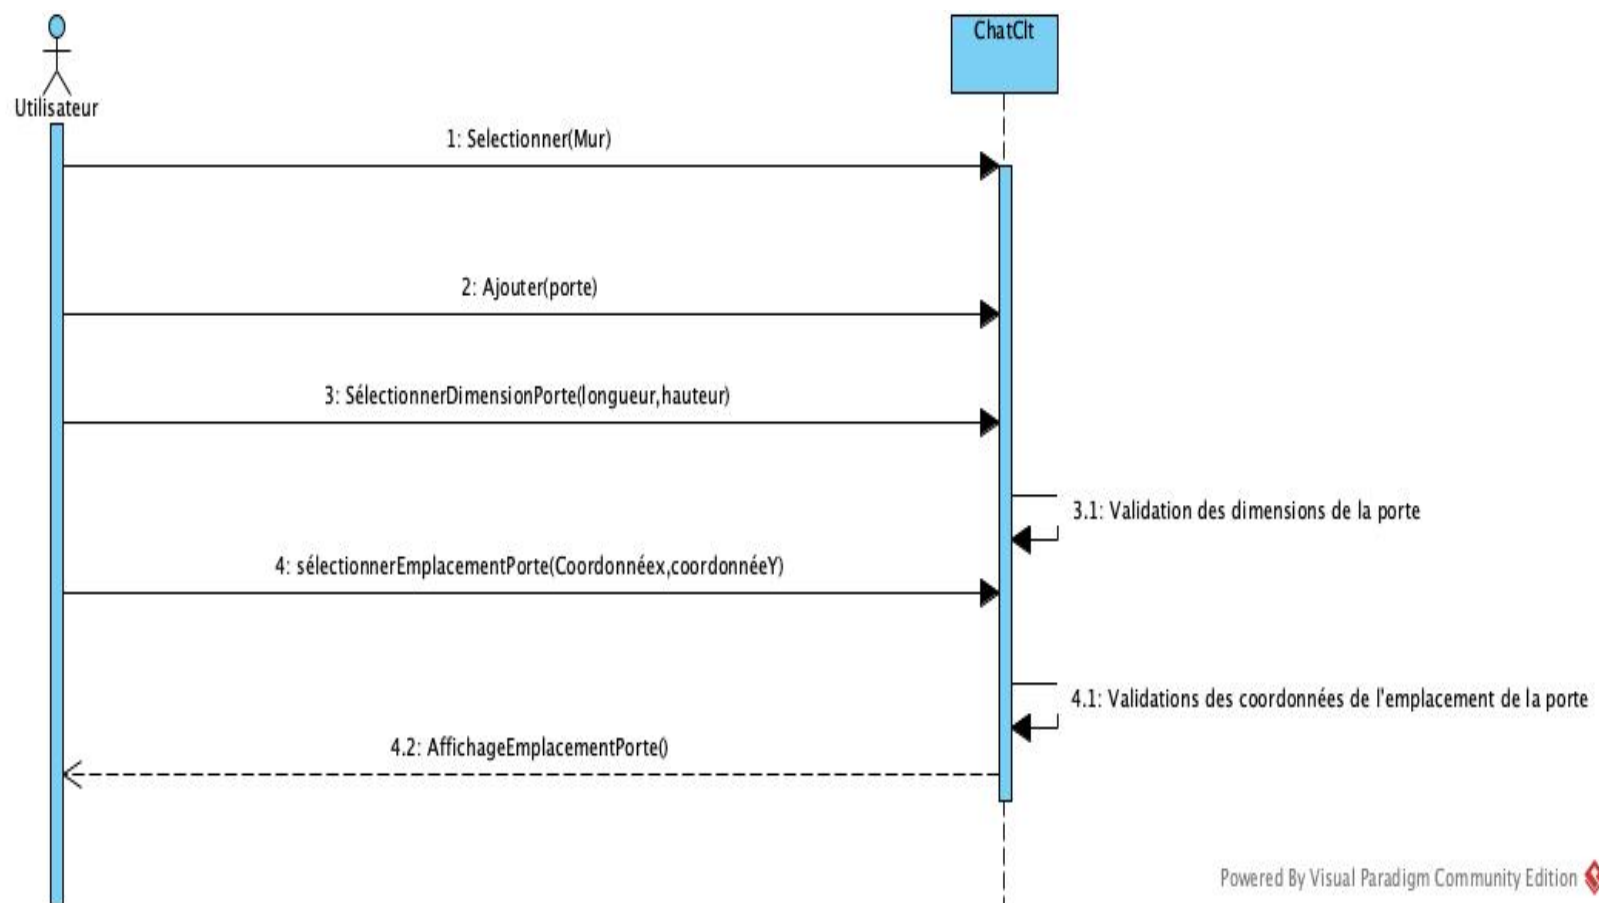 ChatClt
Utilisateur
1: Selectionner(Mur)
2: Ajouter(porte)
3: SélectionnerDimensionPorte(longueur,hauteur)
3.1: Validation des dimensions de la porte
4: sélectionnerEmplacementPorte(Coordonnéex,coordonnéeY)
4.1: Validations des coordonnées de l'emplacement de la porte
4.2: AffichageEmplacementPorte()
Powered By Visual Paradigm Community Edition